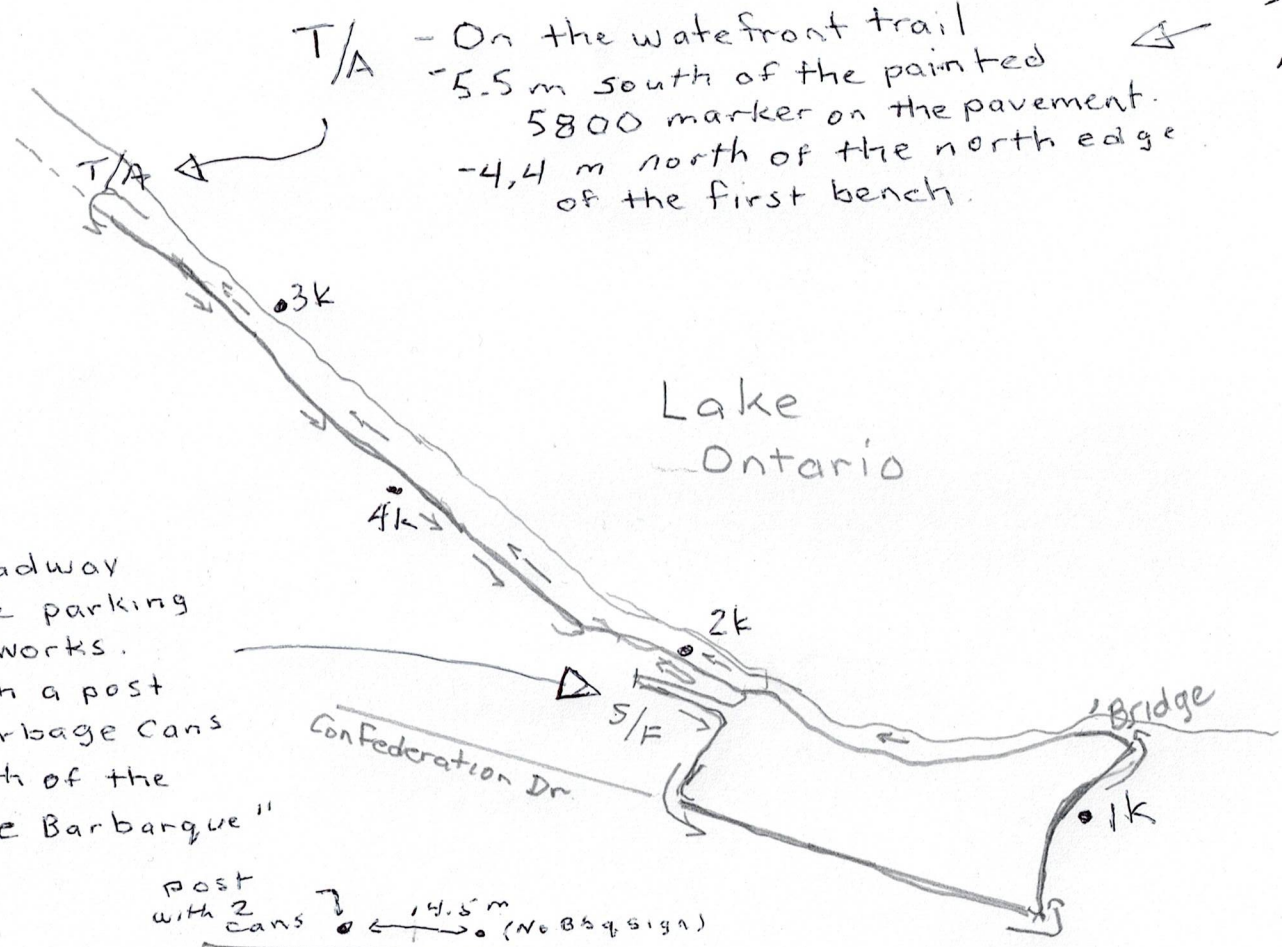 T/A - On the watefront trail
-5.5 m south of the painted
5800 marker on the pavement.
-4,4 m north of the north edge
of the first bench.
T/A
3K
Lake
Ontario
4k
adway
parking
works.
n a post
rbage cans
th of the
e Barbarque"
2k
S/F
Confederation Dr.
Bridge
1K
post
with 2
cans
14.5 m
(No BBq sign)